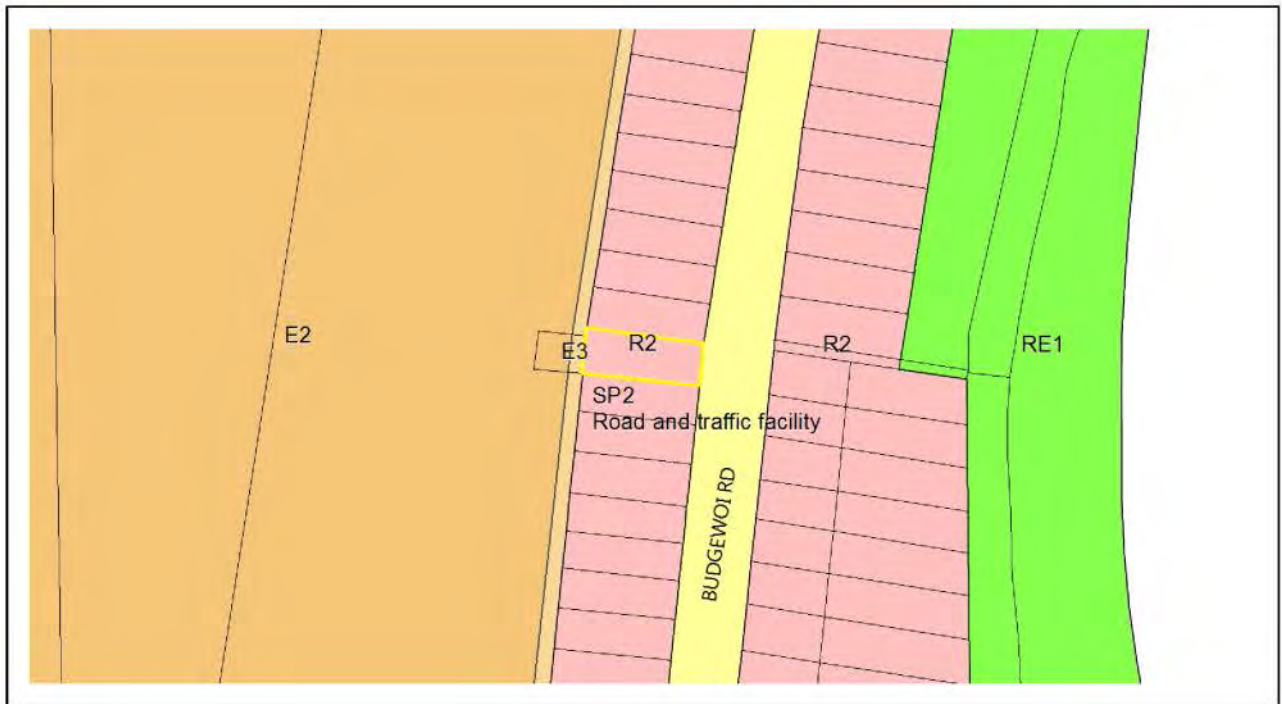 E2
E3
R2
R2
RE1
SP2
Road and traffic facility
BUDGEWOI RD